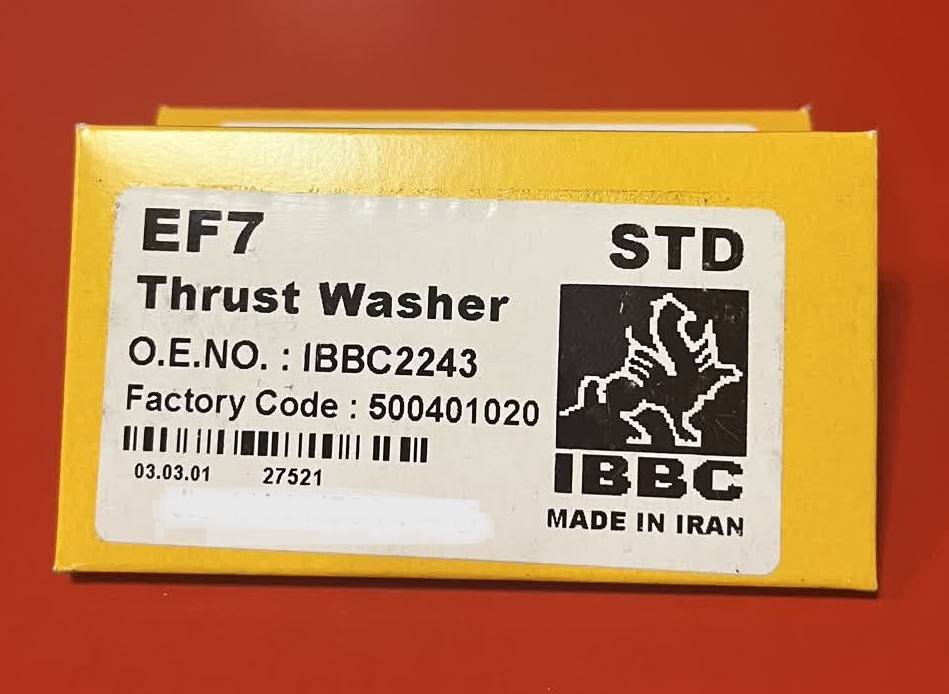 EF7
STD
Thrust Washer
O.E.NO. : IBBC2243
Factory Code : 500401020
03.03.01 27521
IBBC
MADE IN IRAN